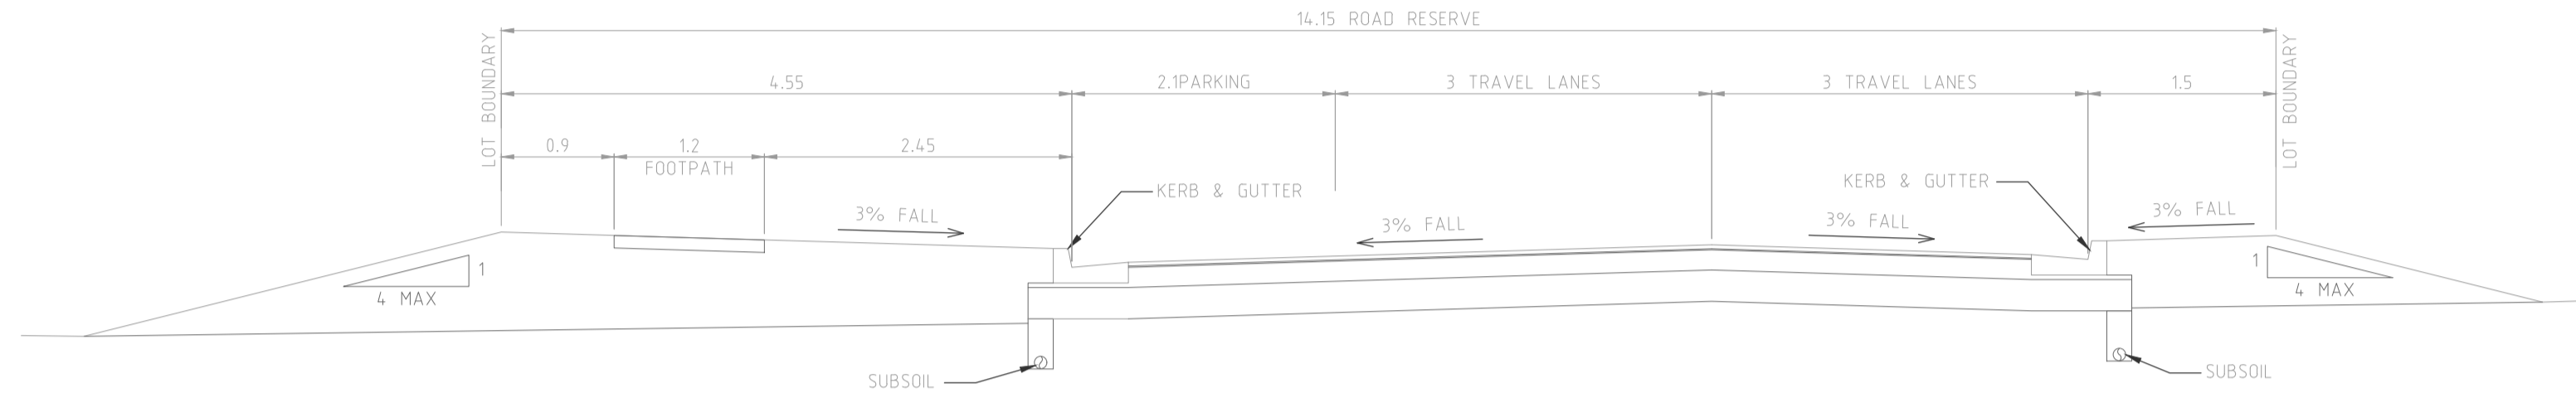 14.15 ROAD RESERVE
LOT BOUNDARY
LOT BOUNDARY
4.55
2.1PARKING
3 TRAVEL LANES
3 TRAVEL LANES
1.5
0.9
1.2
2.45
FOOTPATH
KERB & GUTTER
KERB & GUTTER
3% FALL
3% FALL
3% FALL
3% FALL
1
4 MAX
1
4 MAX
SUBSOIL
SUBSOIL